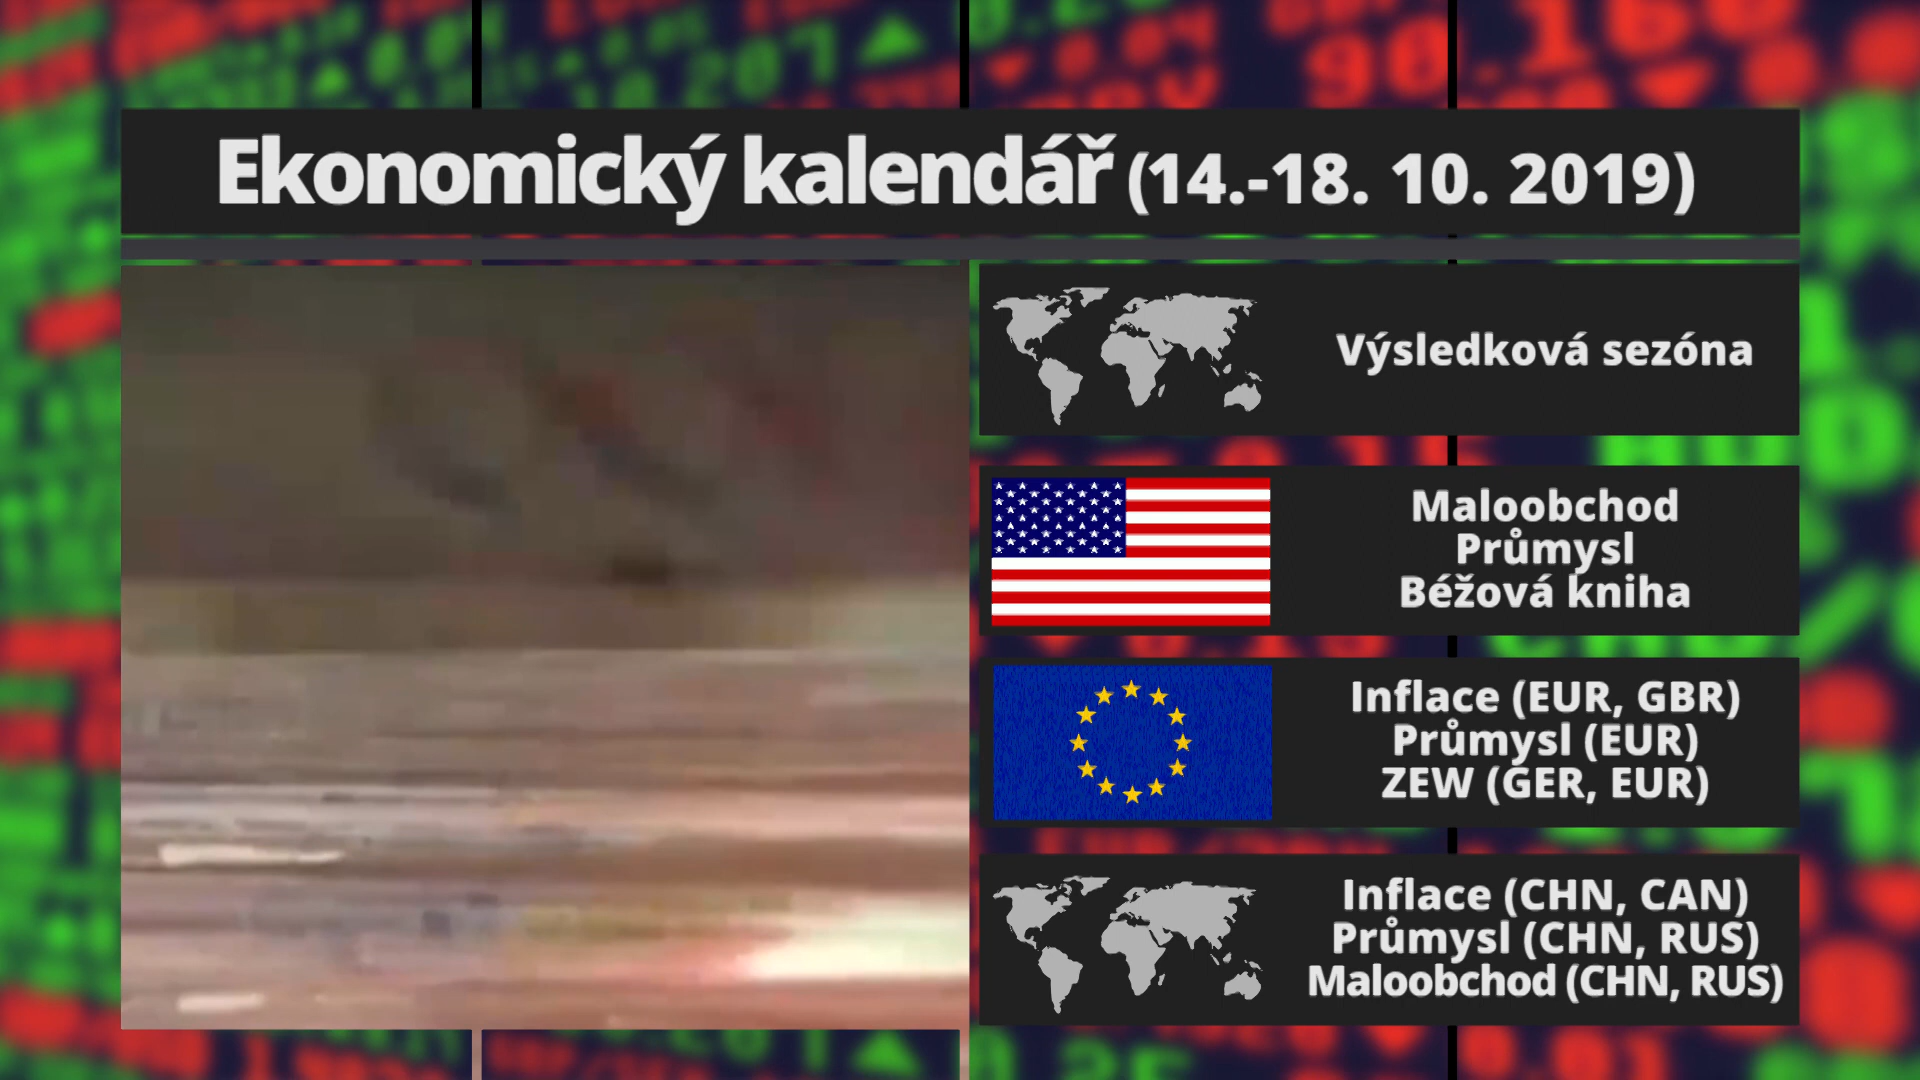 Ekonomický kalendář (14.-18. 10. 2019)
Výsledková sezóna
Maloobchod
Průmysl
Béžová kniha
Inflace (EUR, GBR)
Průmysl (EUR)
ZEW (GER, EUR)
Inflace (CHN, CAN)
Průmysl (CHN, RUS)
Maloobchod (CHN, RUS)